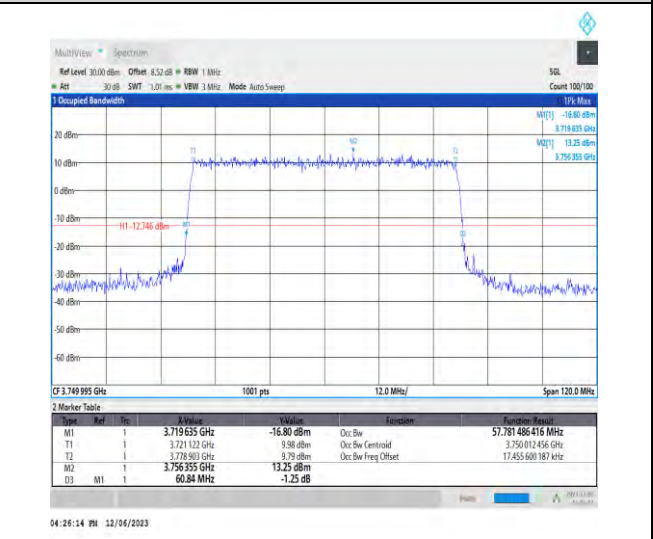 MultiView Spectrum
Ref Level 30.00 dBm Offset 8.52 dB RBW 1 MHz SGL
Att 30 dB SWT 1.01 ms VBW 3 MHz Mode Auto Sweep Count 100/100
1 Occupied Bandwidth 1Pk Max
M1[1] -16.80 dBm
3.719 635 GHz
20 dBm
M2[1] 13.25 dBm
3.756 355 GHz
M2
T1 T2
10 dBm
0 dBm
-10 dBm
H1 -12.746 dBm
M1
D3
-20 dBm
-30 dBm
-40 dBm
-50 dBm
-60 dBm
CF 3.749 995 GHz 1001 pts 12.0 MHz/ Span 120.0 MHz
2 Marker Table
Type Ref Trc X-Value Y-Value Function Function Result
M1 1 3.719 635 GHz -16.80 dBm Occ Bw 57.781 486 416 MHz
T1 1 3.721 122 GHz 9.98 dBm Occ Bw Centroid 3.750 012 456 GHz
T2 1 3.778 903 GHz 9.79 dBm Occ Bw Freq Offset 17.455 600 187 kHz
M2 1 3.756 355 GHz 13.25 dBm
D3 M1 1 60.84 MHz -1.25 dB
04:26:14 PM 12/06/2023